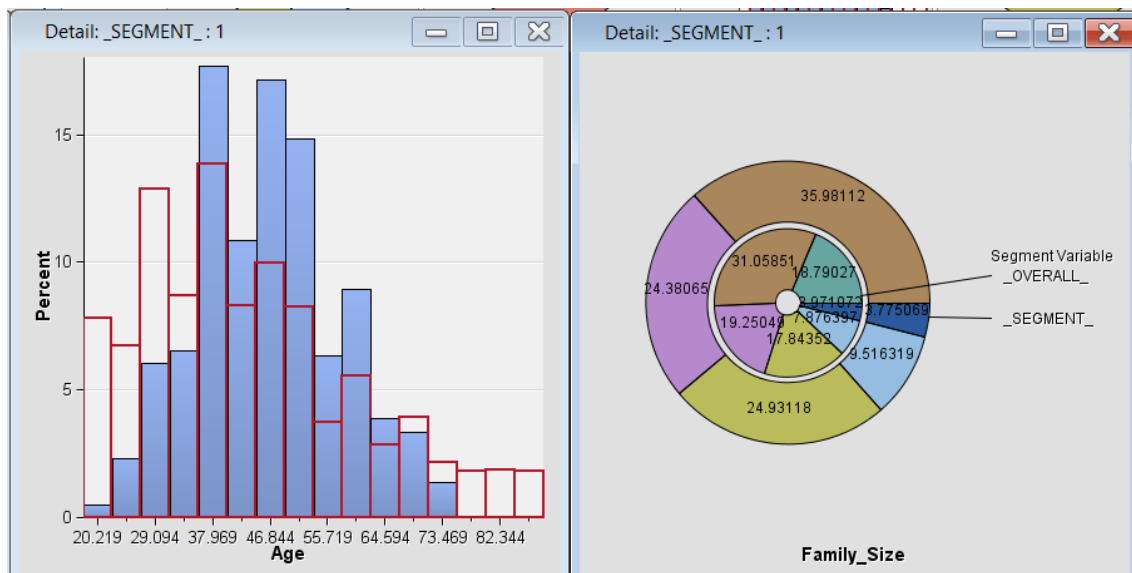 Detail: _SEGMENT_ : 1
Percent
15
10
5
0
20.219 29.094 37.969 46.844 55.719 64.594 73.469 82.344
Age
Detail: _SEGMENT_ : 1
35.98112
31.05851
18.79027
Segment Variable
_OVERALL_
24.38065
3.971072
3.775069
_SEGMENT_
7.876397
19.25049
17.84352
9.516319
24.93118
Family_Size